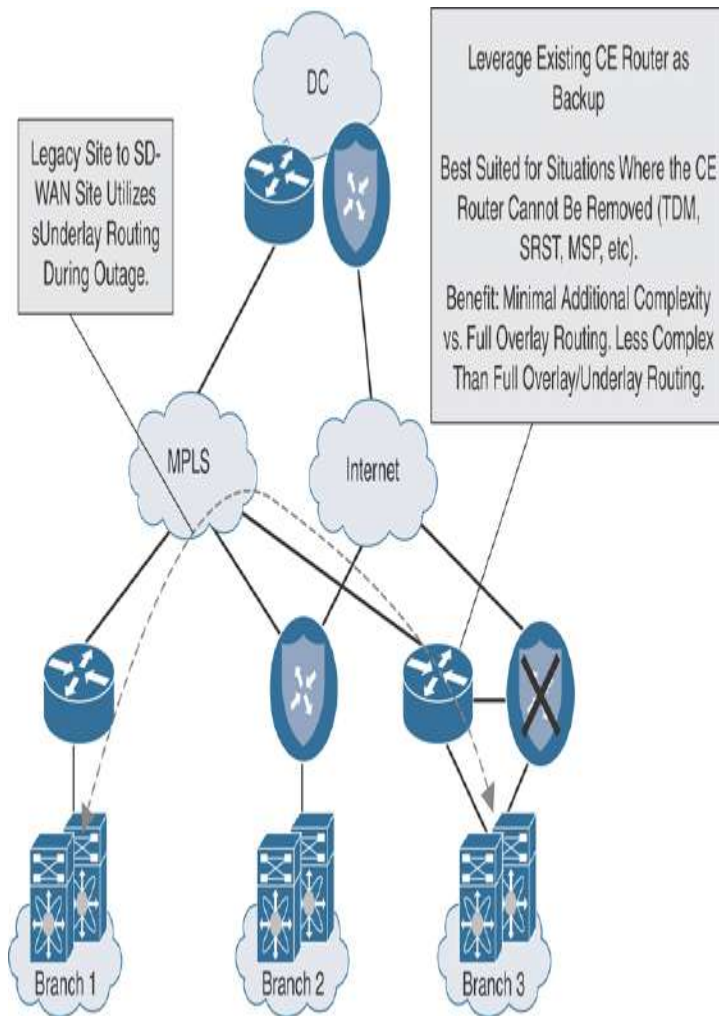 DC
Leverage Existing CE Router as
Backup
Best Suited for Situations Where the CE
Router Cannot Be Removed (TDM,
SRST, MSP, etc).
Benefit: Minimal Additional Complexity
vs. Full Overlay Routing. Less Complex
Than Full Overlay/Underlay Routing.
Legacy Site to SD-
WAN Site Utilizes
sUnderlay Routing
During Outage.
MPLS
Internet
Branch 1
Branch 2
Branch 3